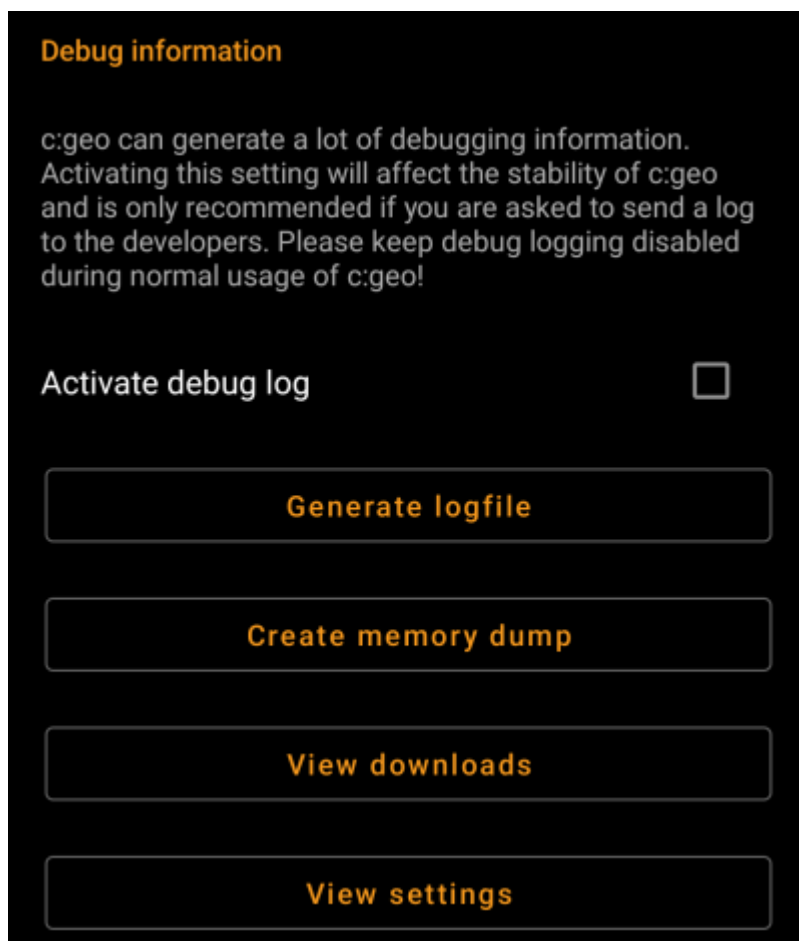 Debug information
c:geo can generate a lot of debugging information.
Activating this setting will affect the stability of c:geo
and is only recommended if you are asked to send a log
to the developers. Please keep debug logging disabled
during normal usage of c:geo!
Activate debug log
Generate logfile
Create memory dump
View downloads
View settings